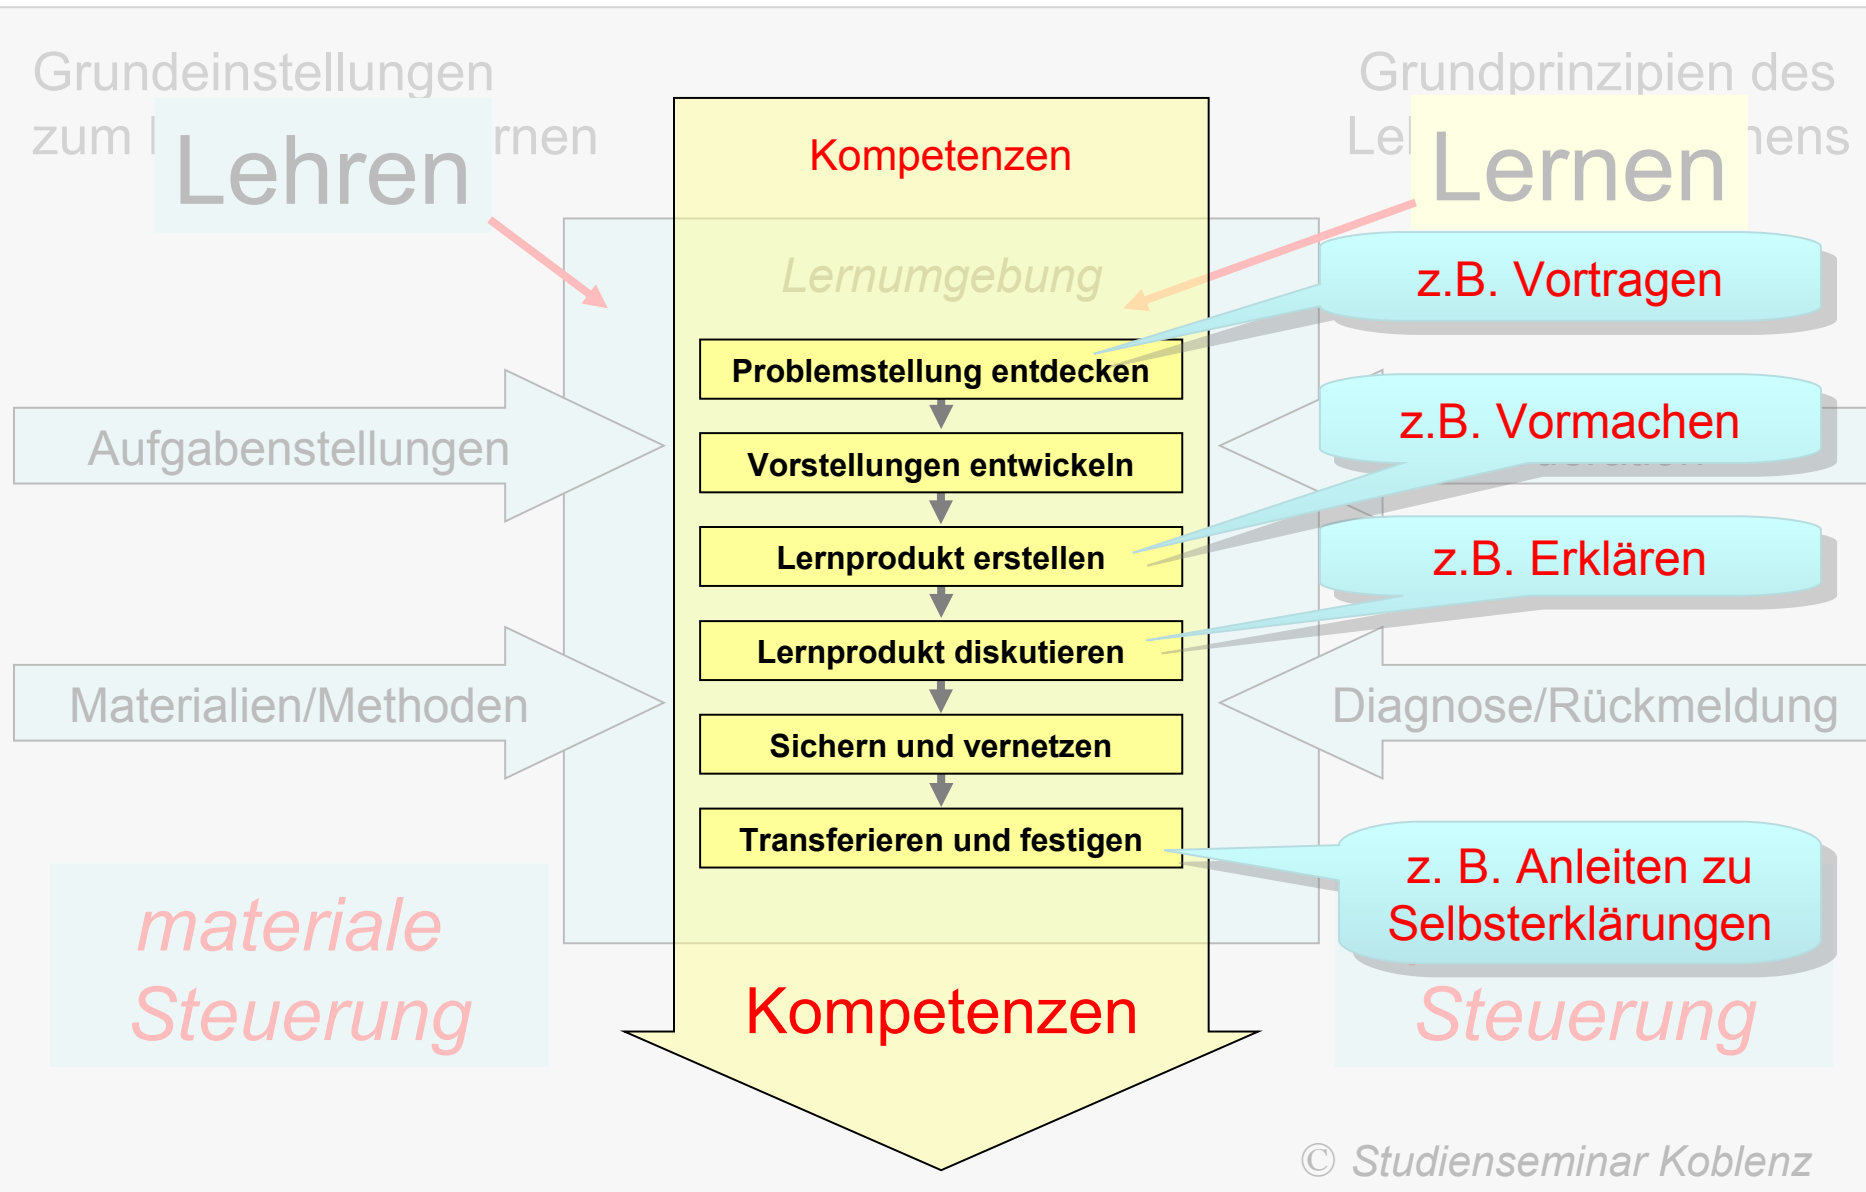 Grundeinstellungen
zum rnen
Lehren
Kompetenzen
Grundprinzipien des
Le nens
Lernen
Lernumgebung
z.B. Vortragen
Problemstellung entdecken
z.B. Vormachen
Aufgabenstellungen
Vorstellungen entwickeln
Lernprodukt erstellen
z.B. Erklären
Lernprodukt diskutieren
Materialien/Methoden
Diagnose/Rückmeldung
Sichern und vernetzen
Transferieren und festigen
z. B. Anleiten zu
Selbsterklärungen
materiale
Steuerung
Kompetenzen
Steuerung
© Studienseminar Koblenz